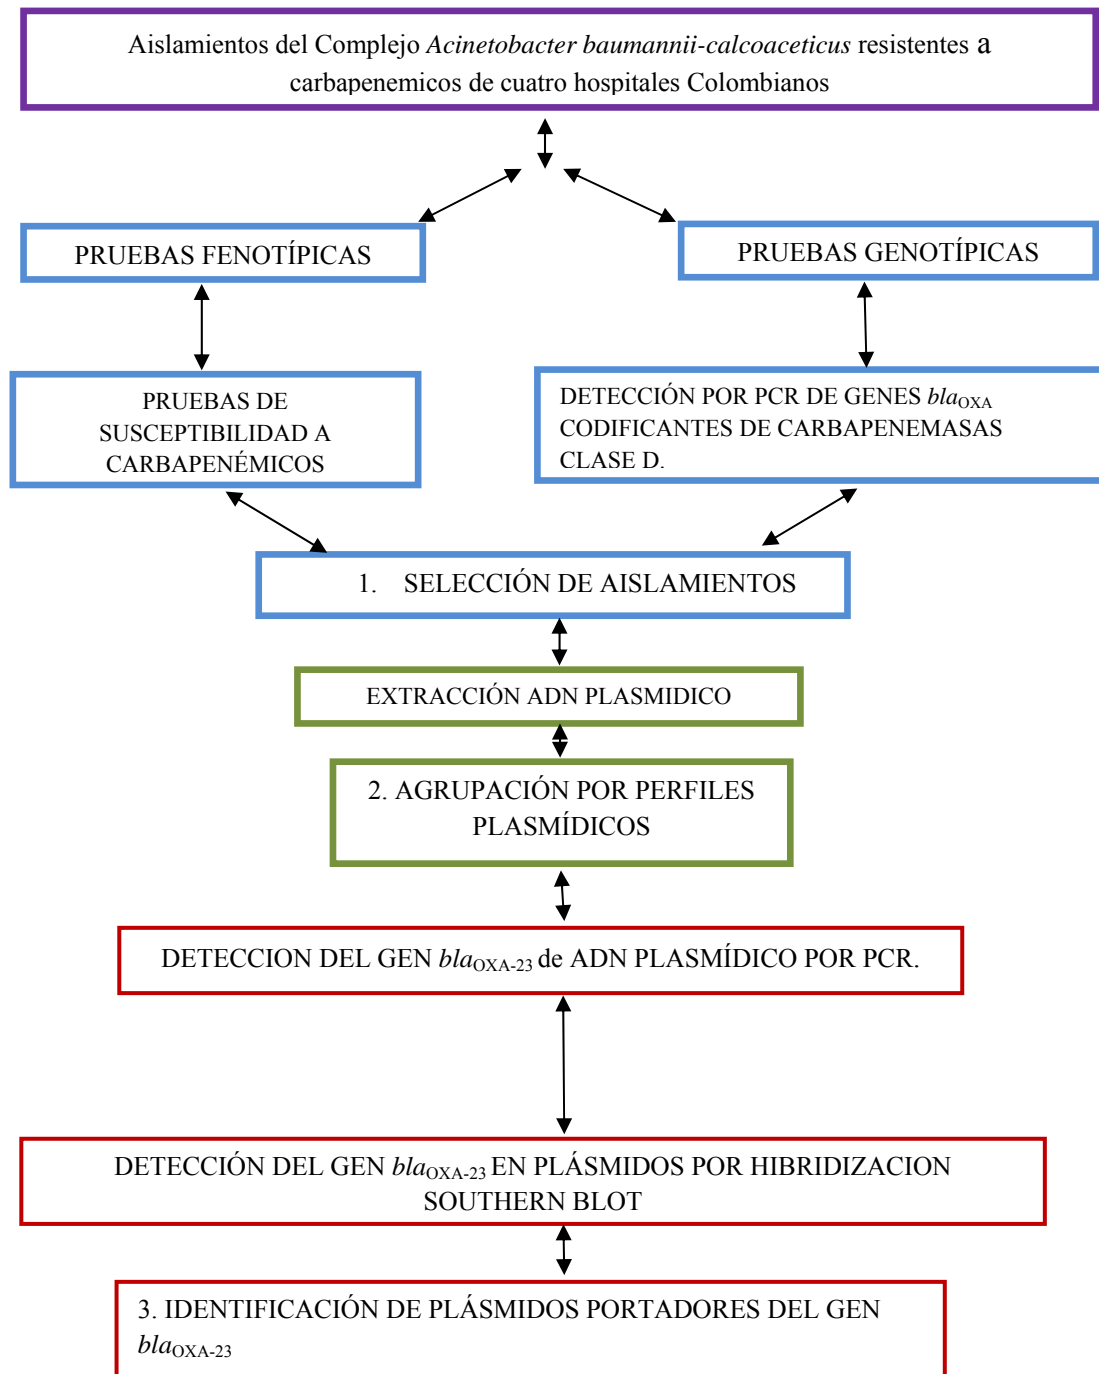 Aislamientos del Complejo Acinetobacter baumannii-calcoaceticus resistentes a
carbapenemicos de cuatro hospitales Colombianos
PRUEBAS FENOTÍPICAS
PRUEBAS GENOTÍPICAS
PRUEBAS DE
SUSCEPTIBILIDAD A
CARBAPENÉMICOS
DETECCIÓN POR PCR DE GENES blaOXA
CODIFICANTES DE CARBAPENEMASAS
CLASE D.
1. SELECCIÓN DE AISLAMIENTOS
EXTRACCIÓN ADN PLASMIDICO
2. AGRUPACIÓN POR PERFILES
PLASMÍDICOS
DETECCION DEL GEN blaOXA-23 de ADN PLASMÍDICO POR PCR.
DETECCIÓN DEL GEN blaOXA-23 EN PLÁSMIDOS POR HIBRIDIZACION
SOUTHERN BLOT
3. IDENTIFICACIÓN DE PLÁSMIDOS PORTADORES DEL GEN
blaOXA-23